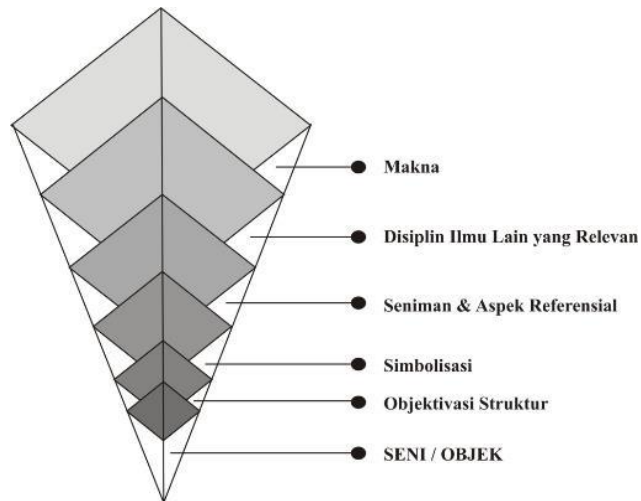 Makna
Disiplin Ilmu Lain yang Relevan
Seniman & Aspek Referensial
Simbolisasi
Objektivasi Struktur
SENI / OBJEK